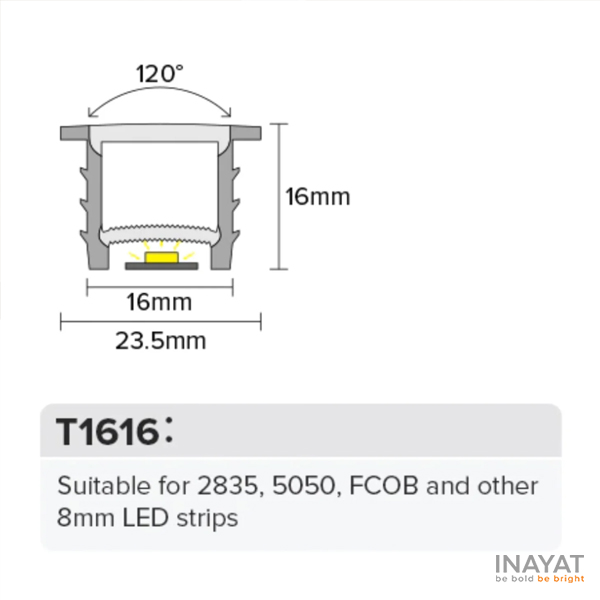 120°
16mm
16mm
23.5mm
T1616:
Suitable for 2835, 5050, FCOB and other
8mm LED strips
INAYAT
be bold be bright